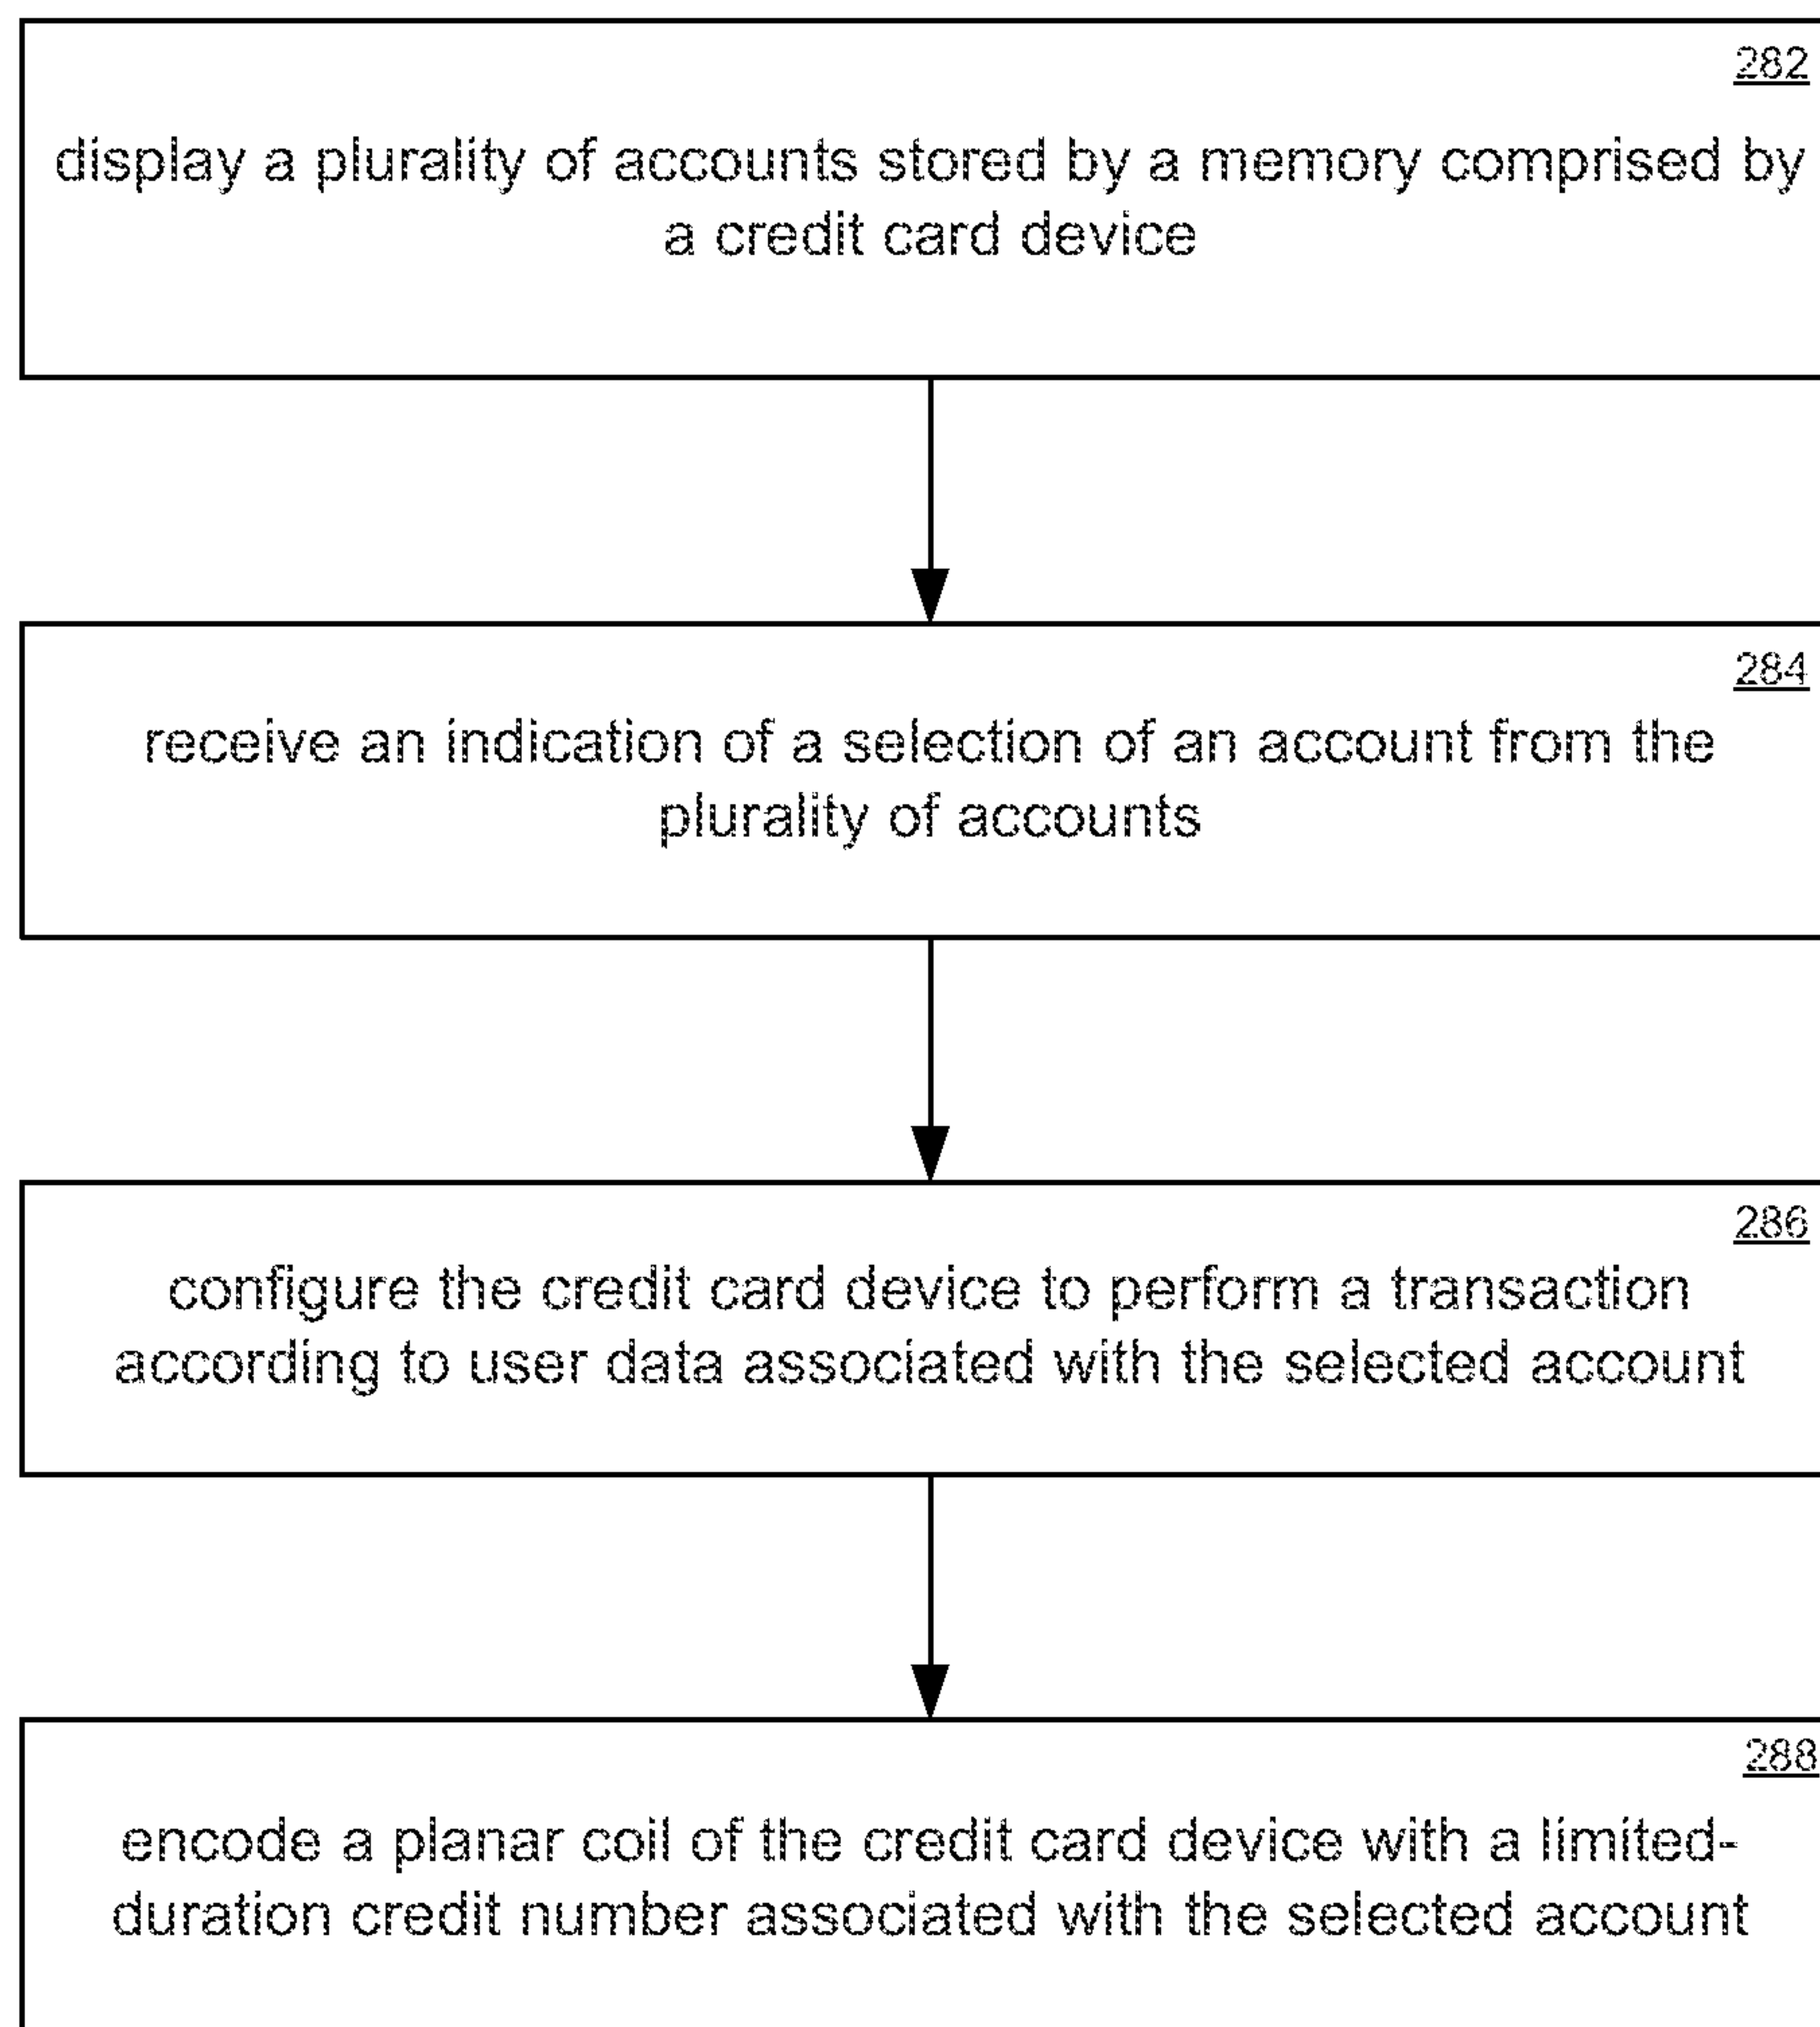 282
display a plurality of accounts stored by a memory comprised by
a credit card device
284
receive an indication of a selection of an account from the
plurality of accounts
286
configure the credit card device to perform a transaction
according to user data associated with the selected account
288
encode a planar coil of the credit card device with a limited-
duration credit number associated with the selected account